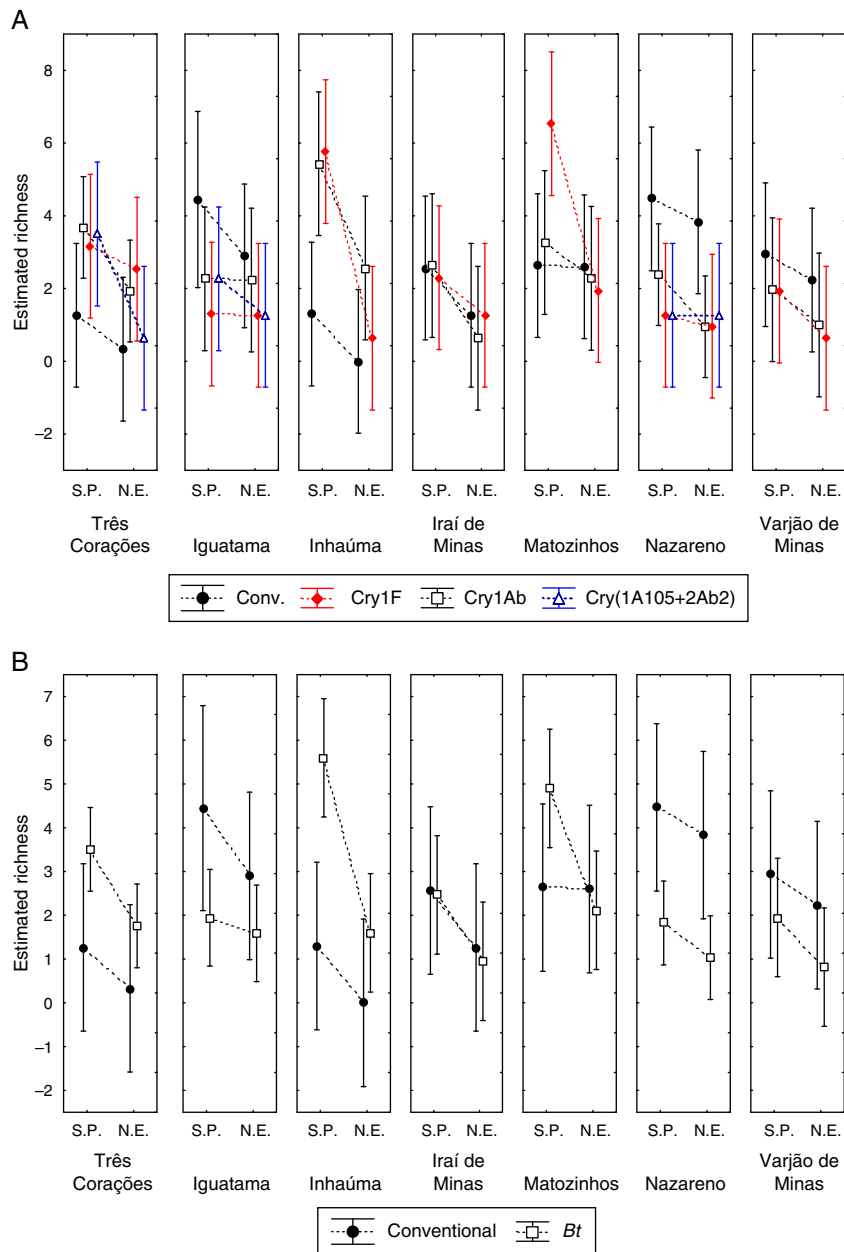 A
Estimated richness
8
6
4
2
0
–2
S.P. N.E. S.P. N.E. S.P. N.E. S.P. N.E. S.P. N.E. S.P. N.E. S.P. N.E.
Três Corações
Iguatama
Inhaúma
Iraí de Minas
Matozinhos
Nazareno
Varjão de Minas
Conv. Cry1F Cry1Ab Cry(1A105+2Ab2)
B
Estimated richness
7
6
5
4
3
2
1
0
–1
–2
S.P. N.E. S.P. N.E. S.P. N.E. S.P. N.E. S.P. N.E. S.P. N.E. S.P. N.E.
Três Corações
Iguatama
Inhaúma
Iraí de Minas
Matozinhos
Nazareno
Varjão de Minas
Conventional Bt